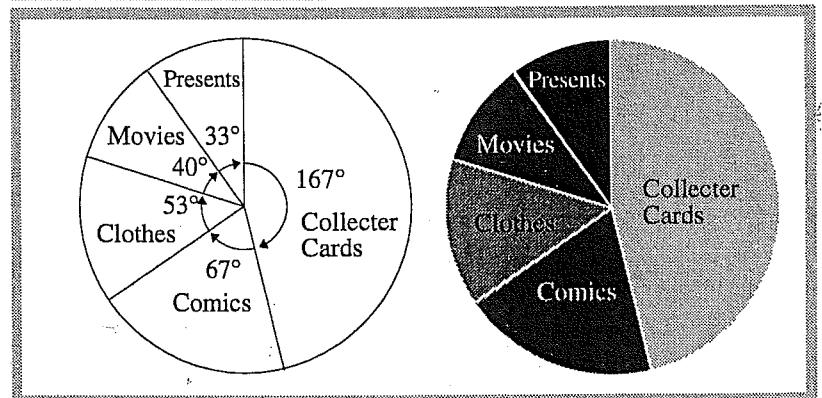 Presents
Movies
33°
40°
167°
53°
Collecter
Cards
Clothes
67°
Comics
Presents
Movies
Collecter
Cards
Clothes
Comics